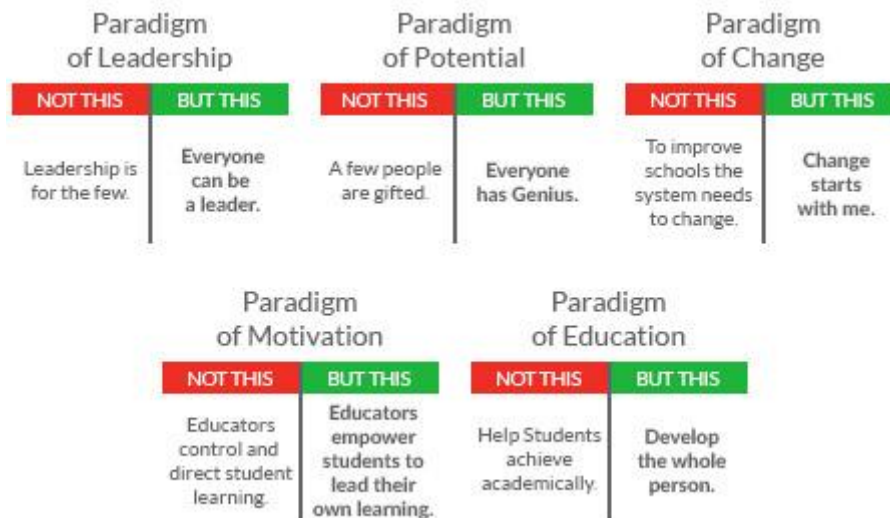 Paradigm
of Leadership
NOT THIS
BUT THIS
Leadership is
for the few.
Everyone
can be
a leader.
Paradigm
of Potential
NOT THIS
BUT THIS
A few people
are gifted.
Everyone
has Genius.
Paradigm
of Change
NOT THIS
BUT THIS
To improve
schools the
system needs
to change.
Change
starts
with me.
Paradigm
of Motivation
NOT THIS
BUT THIS
Educators
control and
direct student
learning.
Educators
empower
students to
lead their
own learning.
Paradigm
of Education
NOT THIS
BUT THIS
Help Students
achieve
academically.
Develop
the whole
person.